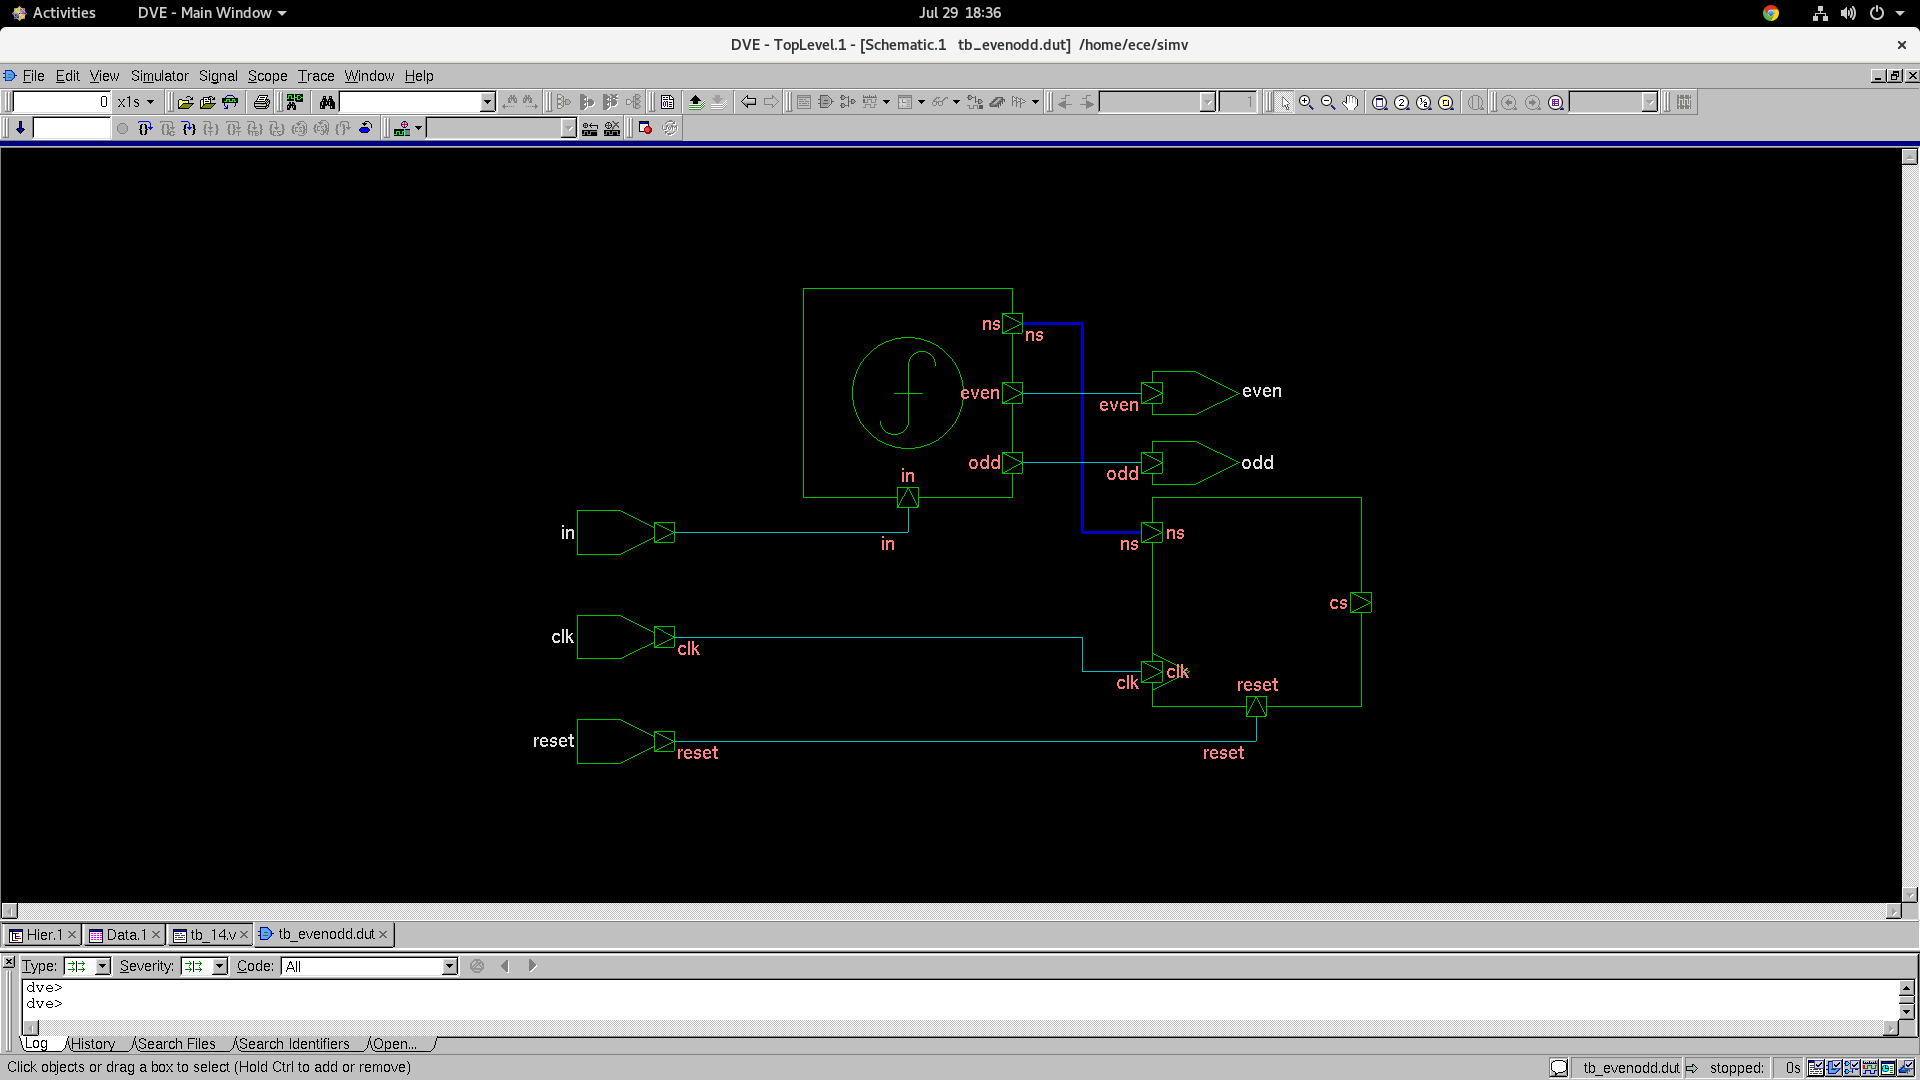 Activities
DVE - Main Window
Jul 29 18:36
DVE - TopLevel.1 - [Schematic.1 tb_evenodd.dut] /home/ece/simv
File Edit View Simulator Signal Scope Trace Window Help
0 x1s
1
ns
ns
even
even
even
odd
odd
odd
in
in
in
ns
ns
cs
clk
clk
clk
clk
reset
reset
reset
reset
Hier.1 Data.1 tb_14.v tb_evenodd.dut
Type: Severity: Code: All
dve>
dve>
Log History Search Files Search Identifiers Open...
Click objects or drag a box to select (Hold Ctrl to add or remove)
tb_evenodd.dut stopped: 0s